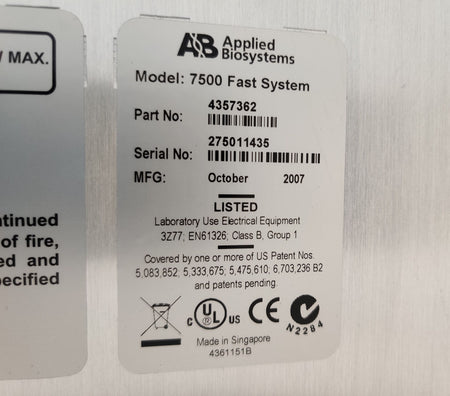 MAX.
ntinued
of fire,
ed and
pecified
AB Applied
Biosystems
Model: 7500 Fast System
Part No: 4357362
Serial No: 275011435
MFG: October 2007
LISTED
Laboratory Use Electrical Equipment
3Z77; EN61326; Class B, Group 1
Covered by one or more of US Patent Nos.
5,083,852; 5,333,675; 5,475,610; 6,703,236 B2
and patents pending.
C UL US CE N2284
Made in Singapore
4361151B